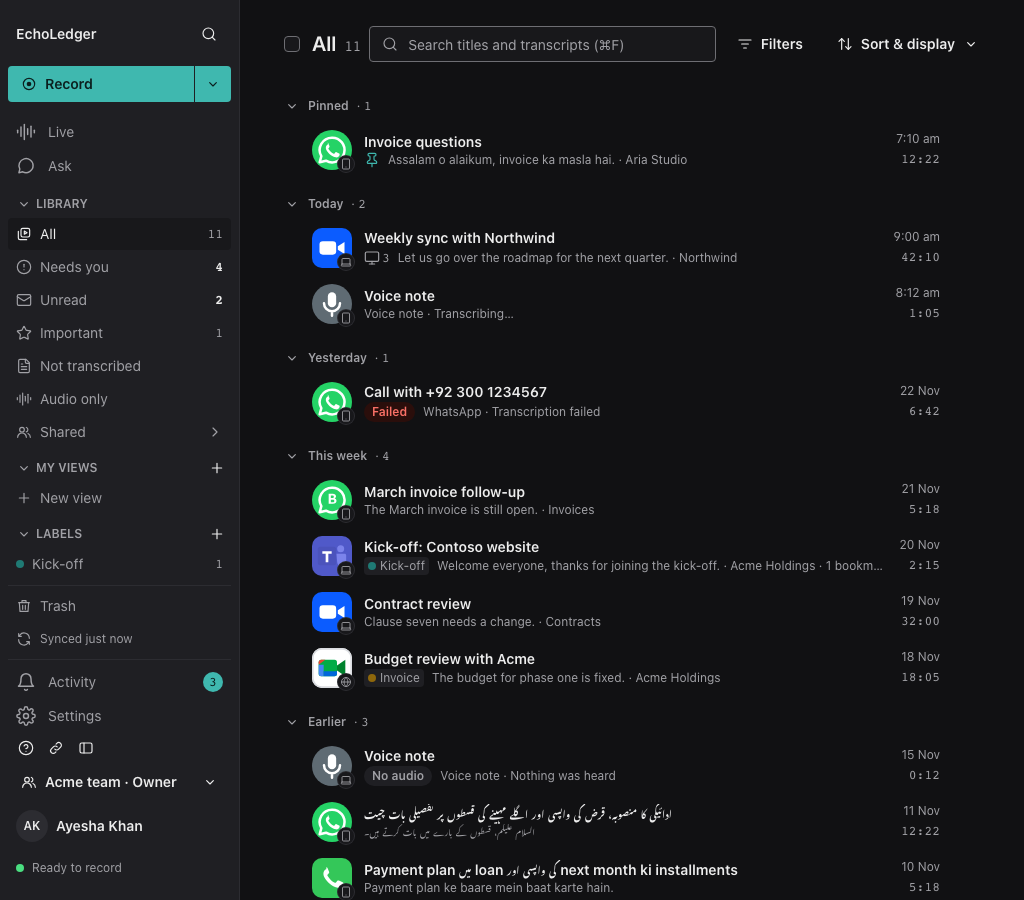 EchoLedger
Record
Live
Ask
LIBRARY
All 11
Needs you 4
Unread 2
Important 1
Not transcribed
Audio only
Shared
MY VIEWS
New view
LABELS
Kick-off 1
Trash
Synced just now
Activity 3
Settings
Acme team · Owner
AK Ayesha Khan
Ready to record
All 11
Search titles and transcripts (⌘F)
Filters
Sort & display
Pinned · 1
Invoice questions 7:10 am
Assalam o alaikum, invoice ka masla hai. · Aria Studio 12:22
Today · 2
Weekly sync with Northwind 9:00 am
3 Let us go over the roadmap for the next quarter. · Northwind 42:10
Voice note 8:12 am
Voice note · Transcribing... 1:05
Yesterday · 1
Call with +92 300 1234567 22 Nov
Failed WhatsApp · Transcription failed 6:42
This week · 4
March invoice follow-up 21 Nov
The March invoice is still open. · Invoices 5:18
Kick-off: Contoso website 20 Nov
Kick-off Welcome everyone, thanks for joining the kick-off. · Acme Holdings · 1 bookm... 2:15
Contract review 19 Nov
Clause seven needs a change. · Contracts 32:00
Budget review with Acme 18 Nov
Invoice The budget for phase one is fixed. · Acme Holdings 18:05
Earlier · 3
Voice note 15 Nov
No audio Voice note · Nothing was heard 0:12
ادائیگی کا منصوبہ، قرض کی واپسی اور اگلے مہینے کی قسطوں پر تفصیلی بات چیت 11 Nov
السلام علیکم، قسطوں کے بارے میں بات کرتے ہیں۔ 12:22
Payment plan میں loan کی واپسی اور next month ki installments 10 Nov
Payment plan ke baare mein baat karte hain. 5:18